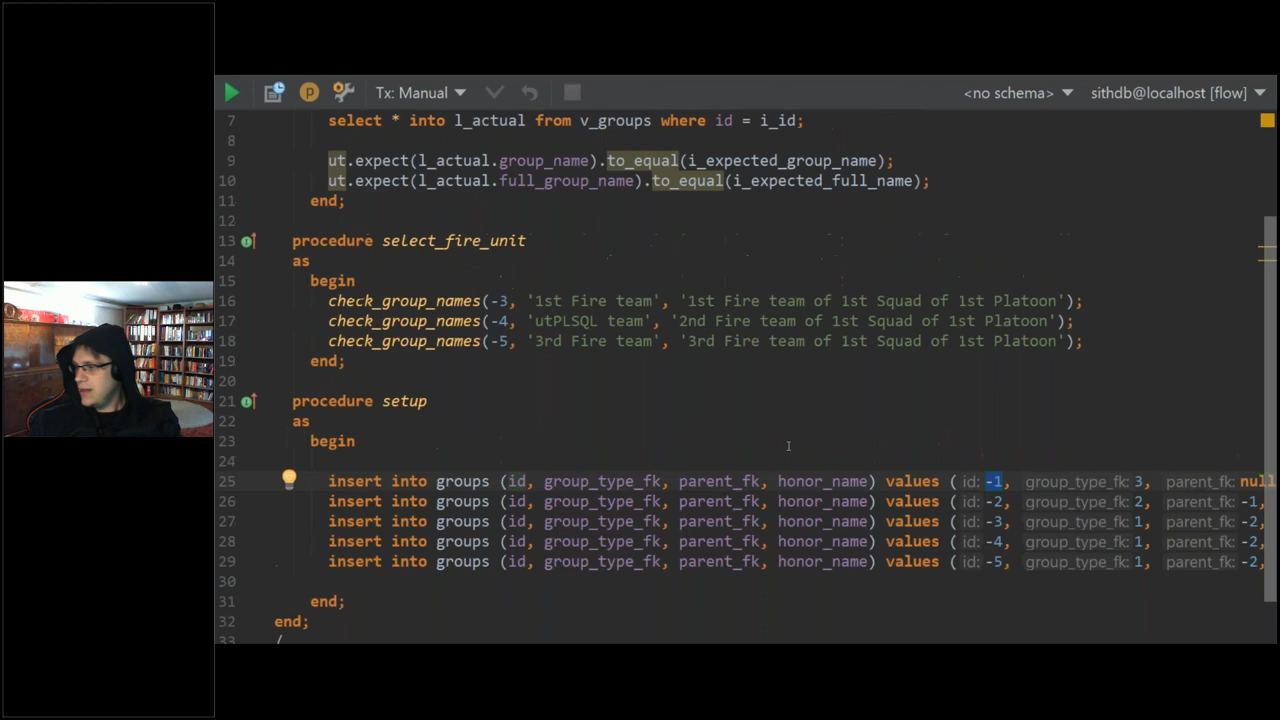 Tx: Manual <no schema> sithdb@localhost [flow]
7 select * into l_actual from v_groups where id = i_id;
8
9 ut.expect(l_actual.group_name).to_equal(i_expected_group_name);
10 ut.expect(l_actual.full_group_name).to_equal(i_expected_full_name);
11 end;
12
13 procedure select_fire_unit
14 as
15 begin
16 check_group_names(-3, '1st Fire team', '1st Fire team of 1st Squad of 1st Platoon');
17 check_group_names(-4, 'utPLSQL team', '2nd Fire team of 1st Squad of 1st Platoon');
18 check_group_names(-5, '3rd Fire team', '3rd Fire team of 1st Squad of 1st Platoon');
19 end;
20
21 procedure setup
22 as
23 begin
24
25 insert into groups (id, group_type_fk, parent_fk, honor_name) values ( id: -1, group_type_fk: 3, parent_fk: null
26 insert into groups (id, group_type_fk, parent_fk, honor_name) values ( id: -2, group_type_fk: 2, parent_fk: -1,
27 insert into groups (id, group_type_fk, parent_fk, honor_name) values ( id: -3, group_type_fk: 1, parent_fk: -2,
28 insert into groups (id, group_type_fk, parent_fk, honor_name) values ( id: -4, group_type_fk: 1, parent_fk: -2,
29 insert into groups (id, group_type_fk, parent_fk, honor_name) values ( id: -5, group_type_fk: 1, parent_fk: -2,
30
31 end;
32 end;
33 /